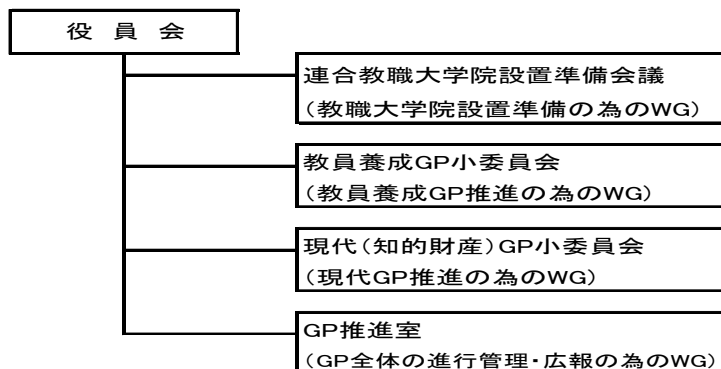 役 員 会
連合教職大学院設置準備会議
(教職大学院設置準備の為のWG)
教員養成GP小委員会
(教員養成GP推進の為のWG)
現代(知的財産)GP小委員会
(現代GP推進の為のWG)
GP推進室
(GP全体の進行管理・広報の為のWG)